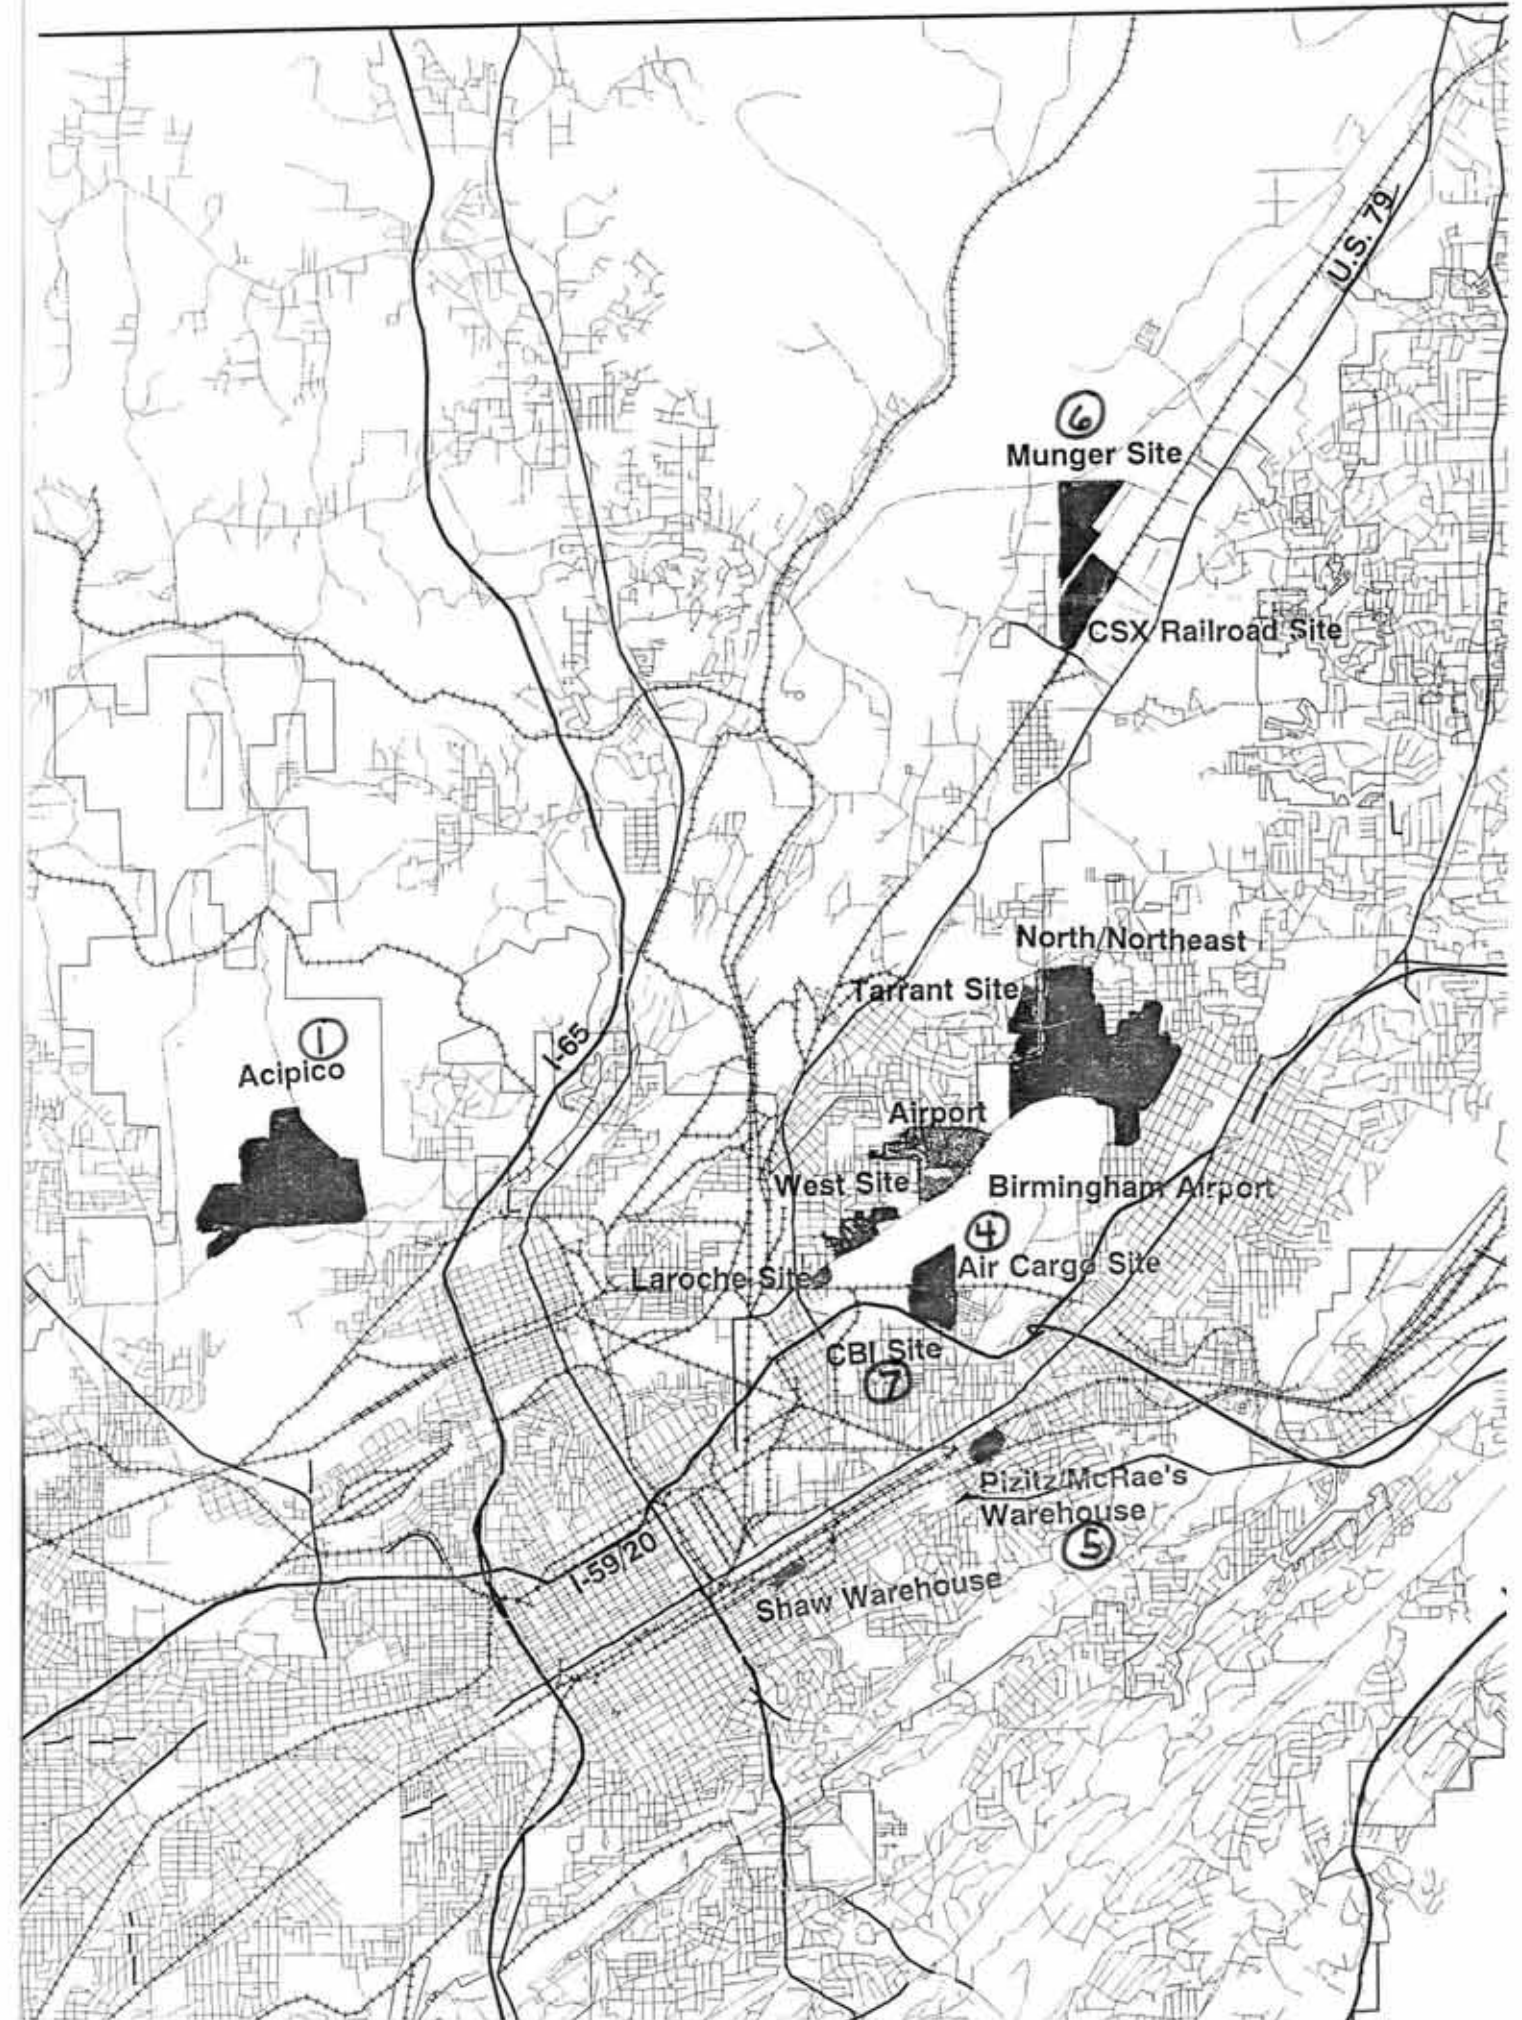 U.S. 79
6
Munger Site
CSX Railroad Site
North/Northeast
Tarrant Site
1
Acipico
I-65
Airport
West Site
Birmingham Airport
4
Air Cargo Site
Laroche Site
CBI Site
7
Pizitz/McRae's
Warehouse
5
I-59/20
Shaw Warehouse